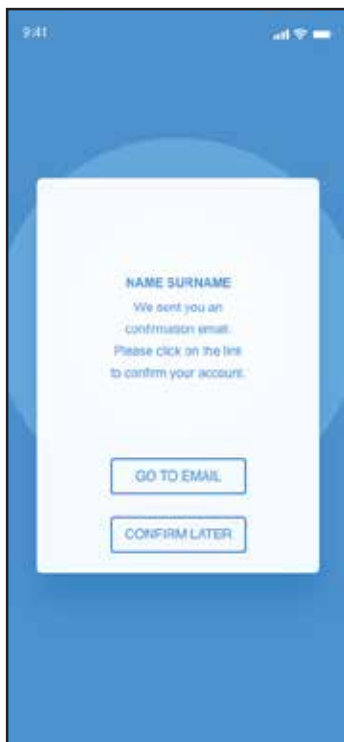 9:41
NAME SURNAME
We sent you an
confirmation email.
Please click on the link
to confirm your account.
GO TO EMAIL
CONFIRM LATER